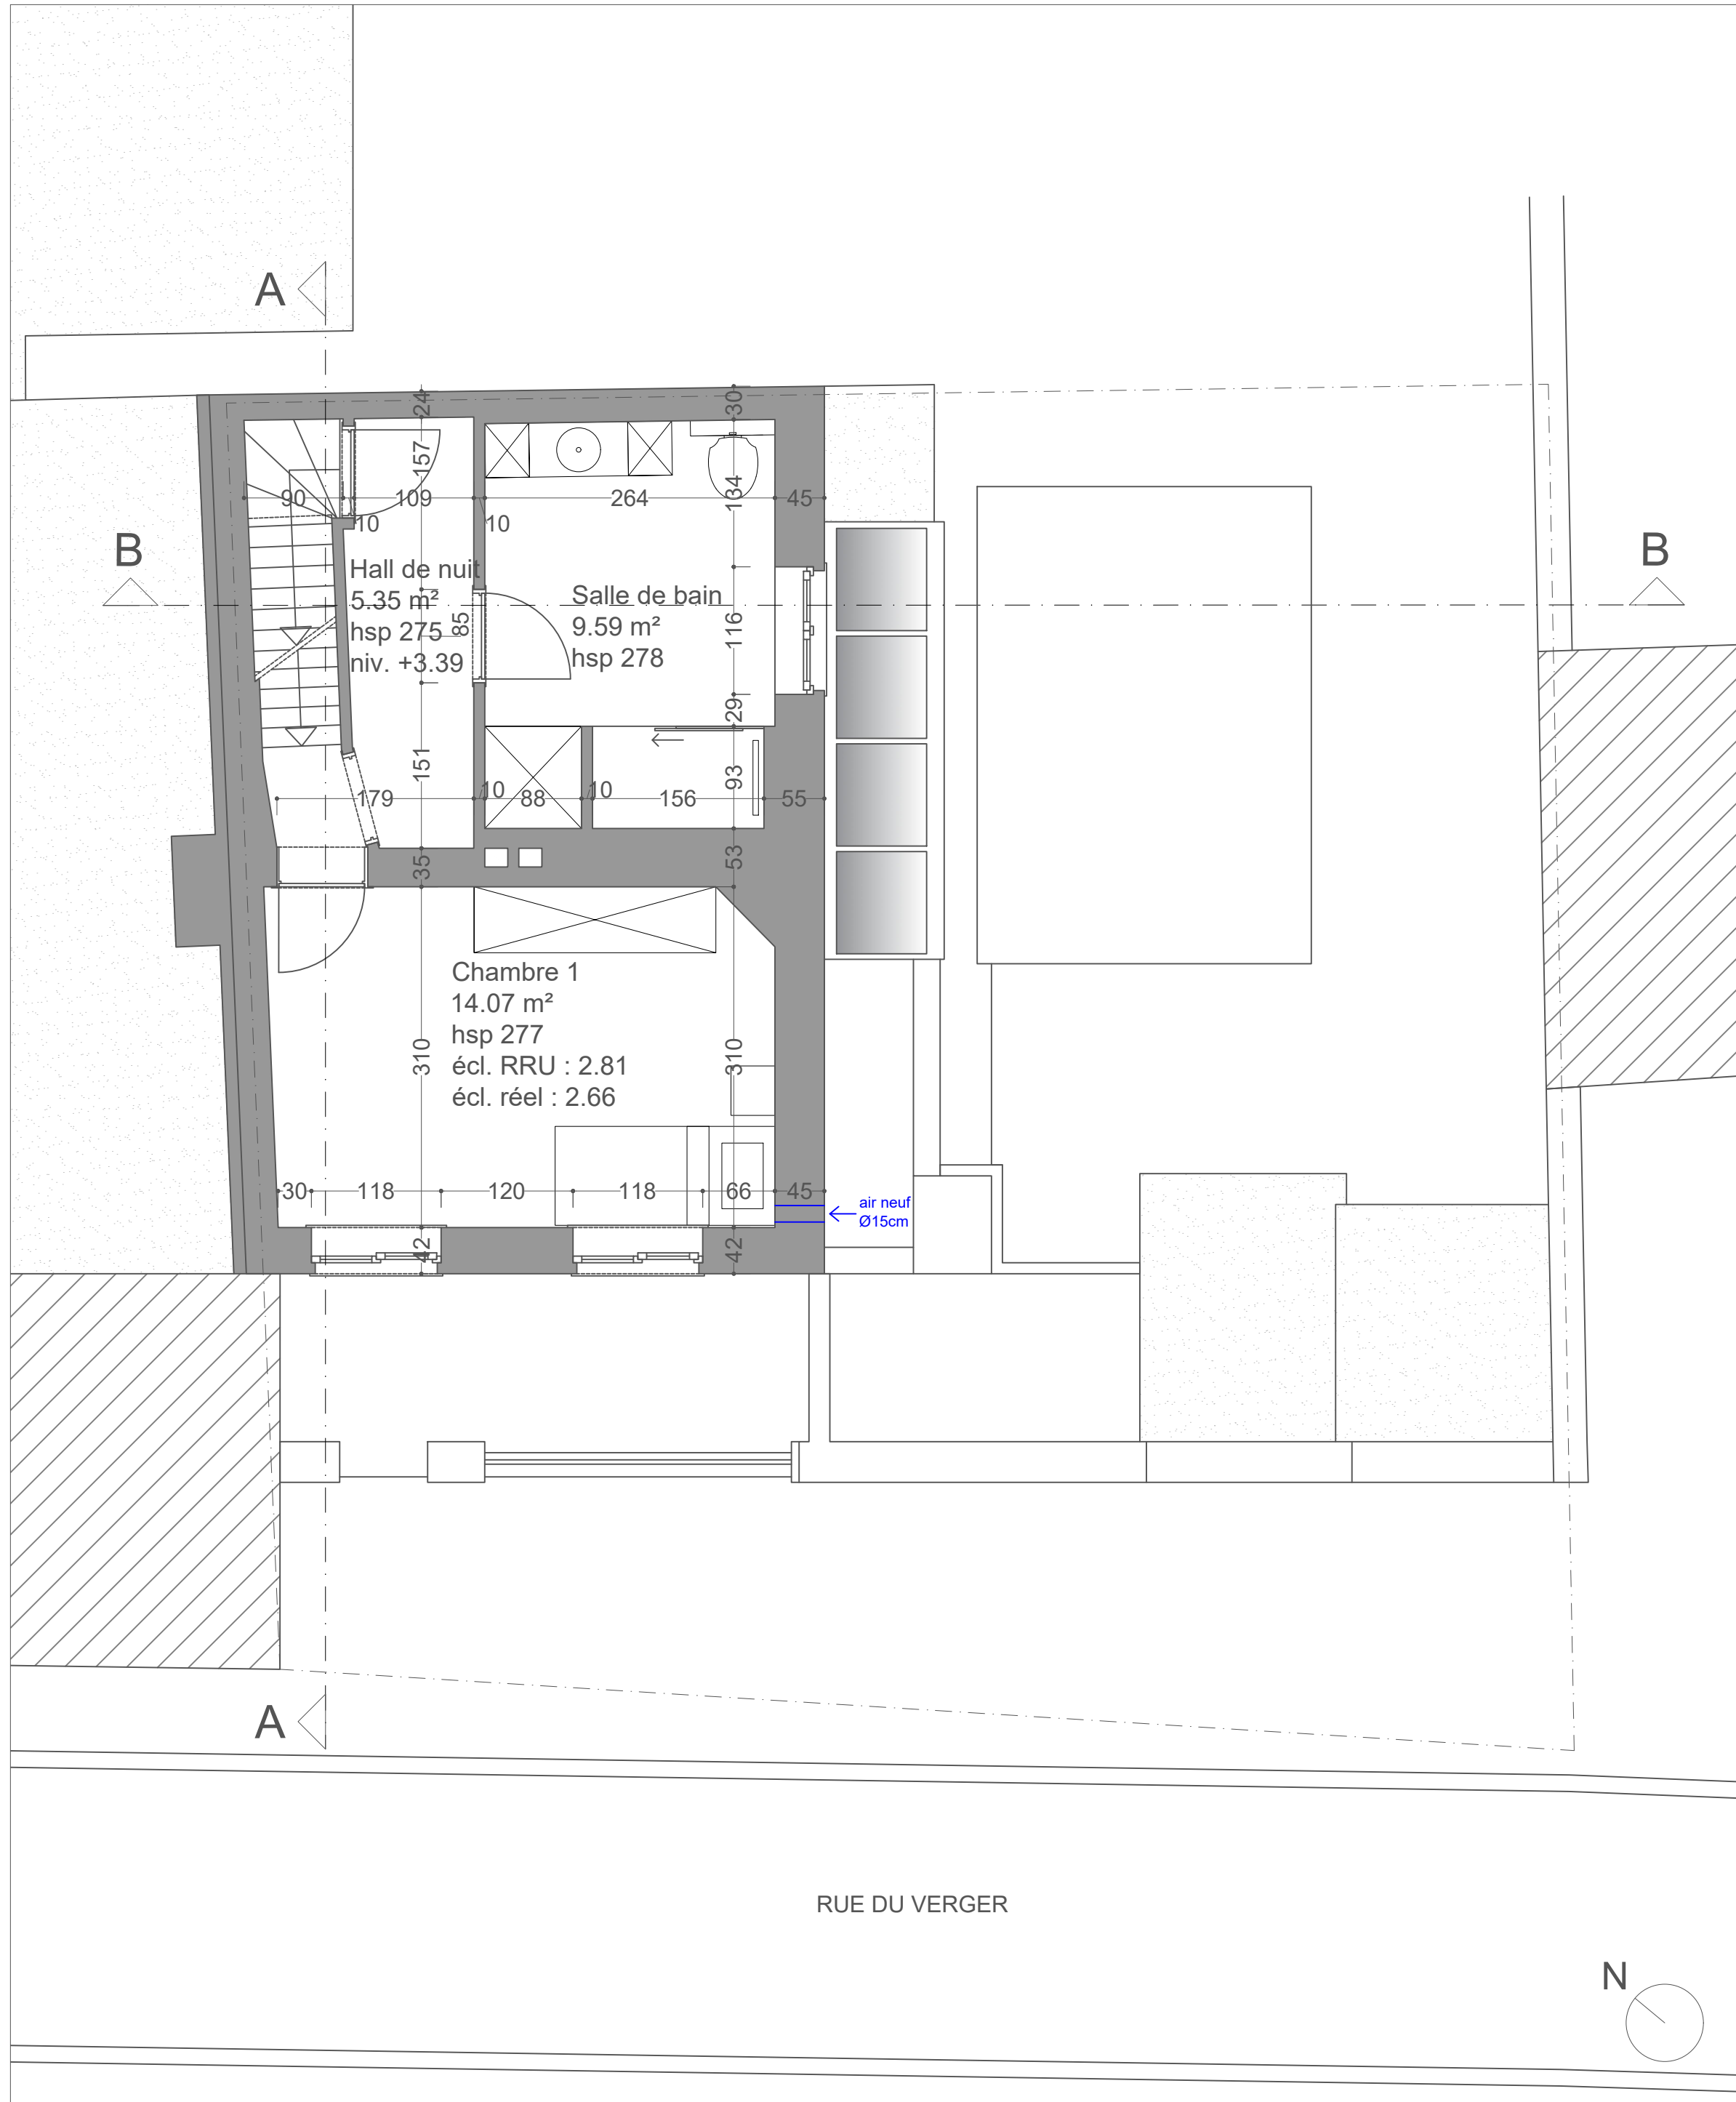 A
24
30
157
134
90
109
264
45
10
10
B
B
Hall de nuit
5.35 m²
hsp 275
niv. +3.39
85
Salle de bain
9.59 m²
hsp 278
116
29
151
93
179
10
88
10
156
55
35
53
Chambre 1
14.07 m²
hsp 277
écl. RRU : 2.81
écl. réel : 2.66
310
310
30
118
120
118
66
45
air neuf
Ø15cm
42
42
A
RUE DU VERGER
N